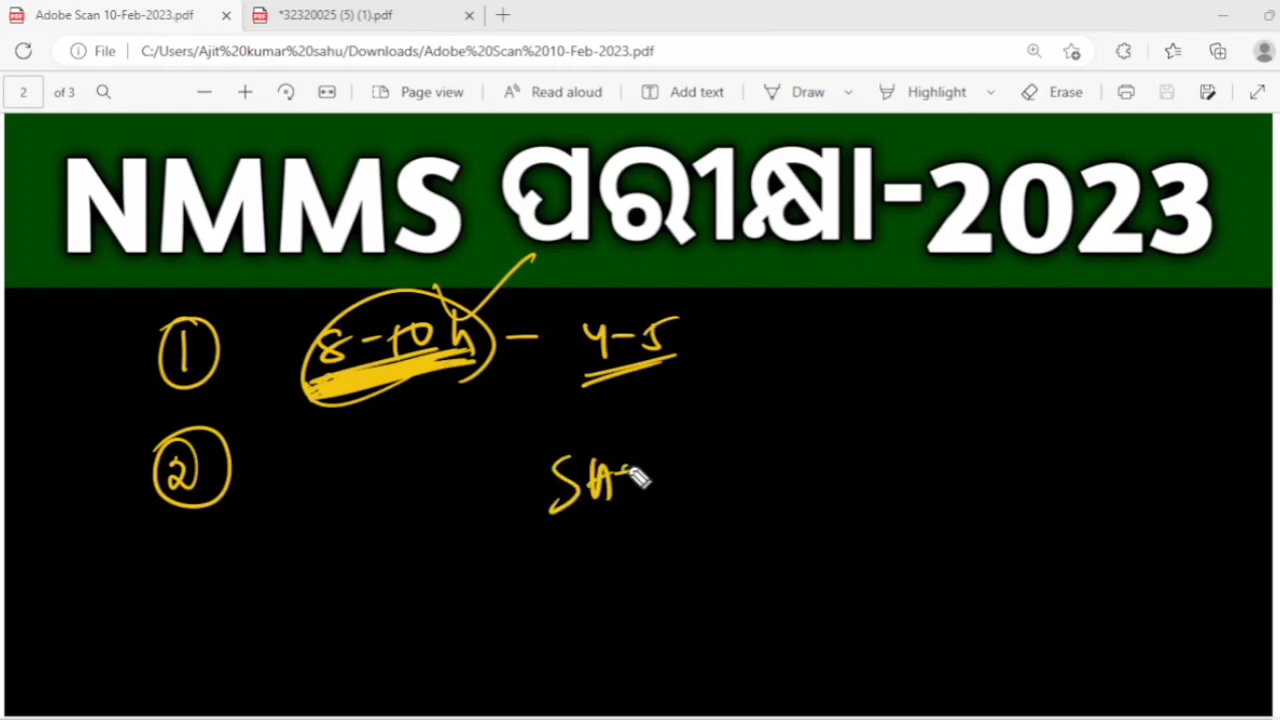 Adobe Scan 10-Feb-2023.pdf
*32320025 (5) (1).pdf
File C:/Users/Ajit%20kumar%20sahu/Downloads/Adobe%20Scan%2010-Feb-2023.pdf
2 of 3 Page view Read aloud Add text Draw Highlight Erase
NMMS ପରୀକ୍ଷା-2023
1 8-10h - 4-5
2